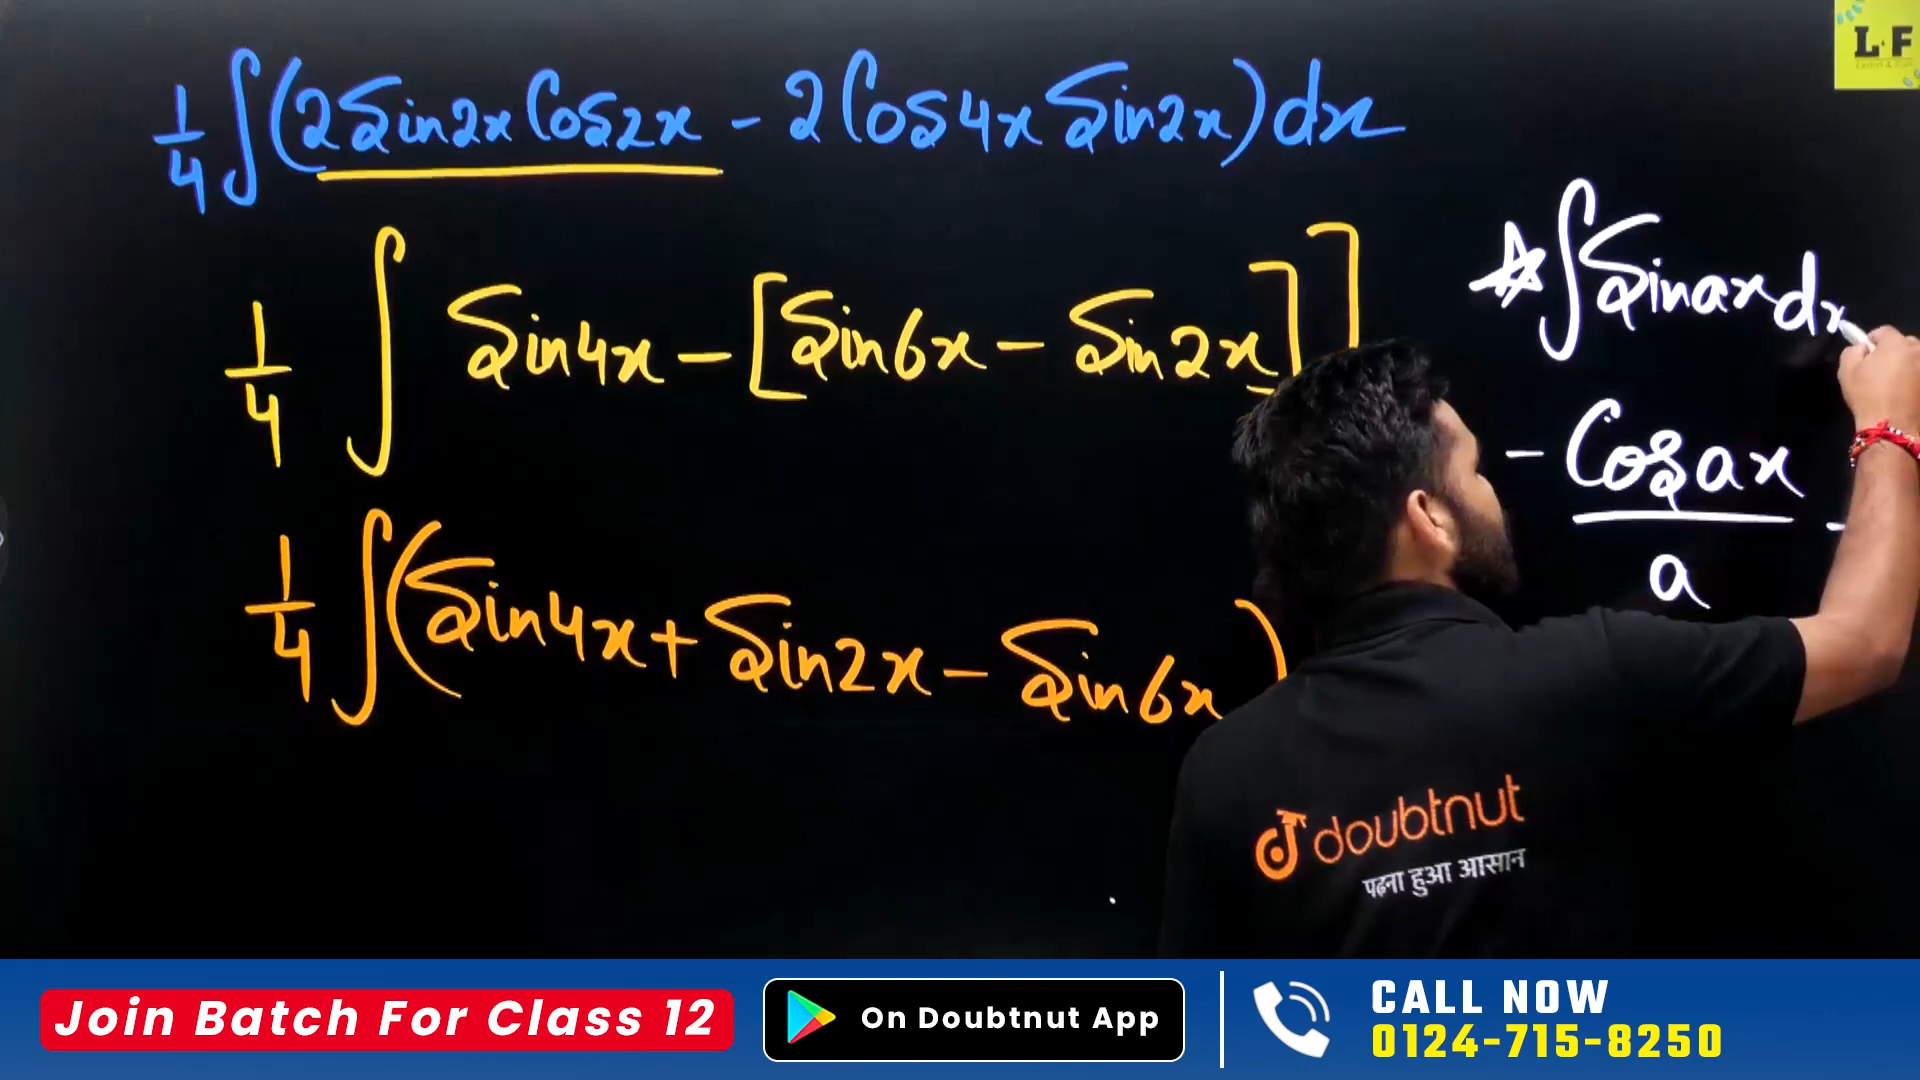 L·F
1/4 ∫(2Sin2x Cos2x - 2Cos4x Sin2x)dx
1/4 ∫ Sin4x - [Sin6x - Sin2x]]
1/4 ∫(Sin4x + Sin2x - Sin6x)
☆∫Sinax dx
- Cosax/a
doubtnut
पढ़ना हुआ आसान
Join Batch For Class 12
On Doubtnut App
CALL NOW
0124-715-8250